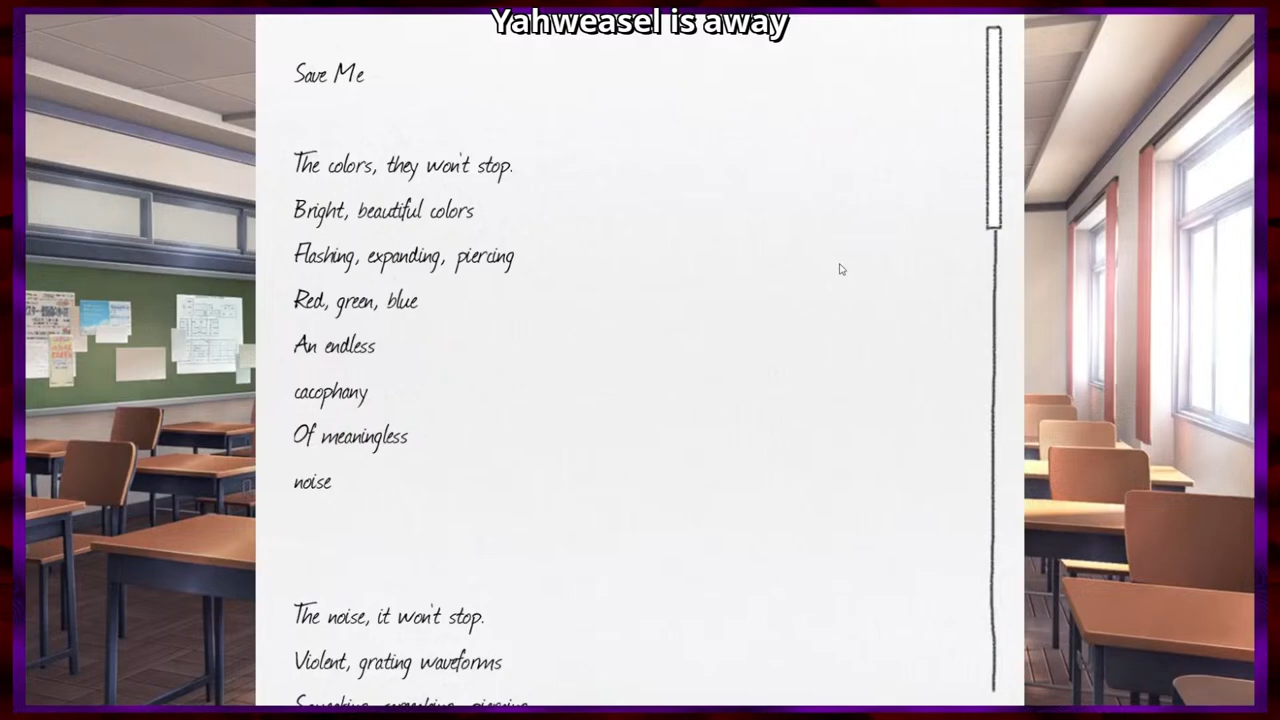 Yahweasel is away
Save Me
The colors, they won't stop.
Bright, beautiful colors
Flashing, expanding, piercing
Red, green, blue
An endless
cacophany
Of meaningless
noise
The noise, it won't stop.
Violent, grating waveforms